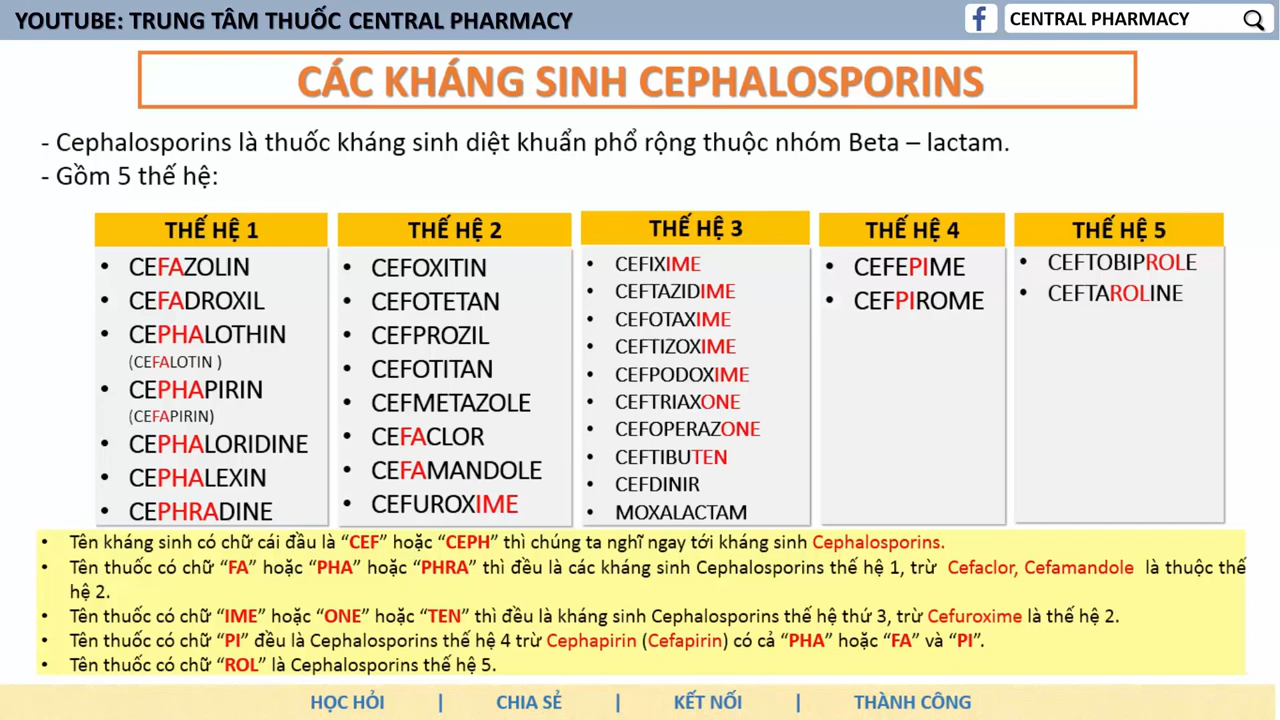 YOUTUBE: TRUNG TÂM THUỐC CENTRAL PHARMACY
CENTRAL PHARMACY
CÁC KHÁNG SINH CEPHALOSPORINS
- Cephalosporins là thuốc kháng sinh diệt khuẩn phổ rộng thuộc nhóm Beta – lactam.
- Gồm 5 thế hệ:
THẾ HỆ 1
• CEFAZOLIN
• CEFADROXIL
• CEPHALOTHIN
(CEFALOTIN )
• CEPHAPIRIN
(CEFAPIRIN)
• CEPHALORIDINE
• CEPHALEXIN
• CEPHRADINE
THẾ HỆ 2
• CEFOXITIN
• CEFOTETAN
• CEFPROZIL
• CEFOTITAN
• CEFMETAZOLE
• CEFACLOR
• CEFAMANDOLE
• CEFUROXIME
THẾ HỆ 3
• CEFIXIME
• CEFTAZIDIME
• CEFOTAXIME
• CEFTIZOXIME
• CEFPODOXIME
• CEFTRIAXONE
• CEFOPERAZONE
• CEFTIBUTEN
• CEFDINIR
• MOXALACTAM
THẾ HỆ 4
• CEFEPIME
• CEFPIROME
THẾ HỆ 5
• CEFTOBIPROLE
• CEFTAROLINE
• Tên kháng sinh có chữ cái đầu là “CEF” hoặc “CEPH” thì chúng ta nghĩ ngay tới kháng sinh Cephalosporins.
• Tên thuốc có chữ “FA” hoặc “PHA” hoặc “PHRA” thì đều là các kháng sinh Cephalosporins thế hệ 1, trừ Cefaclor, Cefamandole là thuộc thế
hệ 2.
• Tên thuốc có chữ “IME” hoặc “ONE” hoặc “TEN” thì đều là kháng sinh Cephalosporins thế hệ thứ 3, trừ Cefuroxime là thế hệ 2.
• Tên thuốc có chữ “PI” đều là Cephalosporins thế hệ 4 trừ Cephapirin (Cefapirin) có cả “PHA” hoặc “FA” và “PI”.
• Tên thuốc có chữ “ROL” là Cephalosporins thế hệ 5.
HỌC HỎI | CHIA SẺ | KẾT NỐI | THÀNH CÔNG